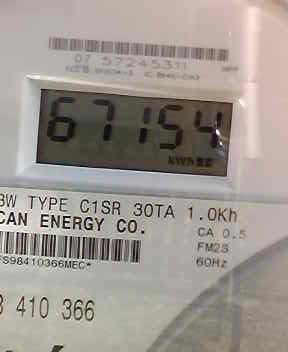 07 57245311
67154
kWh
3W TYPE C1SR 30TA 1.0Kh
CAN ENERGY CO.
CA 0.5
FM2S
FS98410366MEC*
60Hz
3 410 366